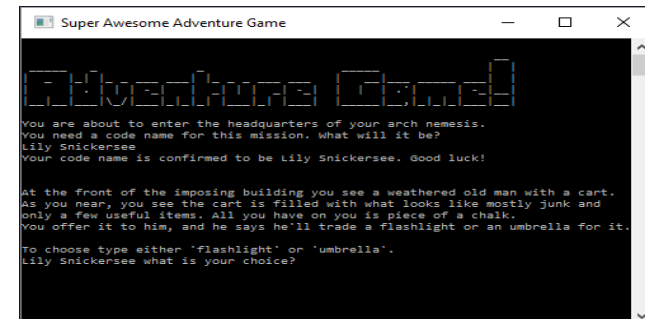 Super Awesome Adventure Game
Adventure Game!
You are about to enter the headquarters of your arch nemesis.
You need a code name for this mission. What will it be?
Lily Snickersee
Your code name is confirmed to be Lily Snickersee. Good luck!
At the front of the imposing building you see a weathered old man with a cart.
As you near, you see the cart is filled with what looks like mostly junk and
only a few useful items. All you have on you is piece of a chalk.
You offer it to him, and he says he'll trade a flashlight or an umbrella for it.
To choose type either `flashlight` or `umbrella`.
Lily Snickersee what is your choice?